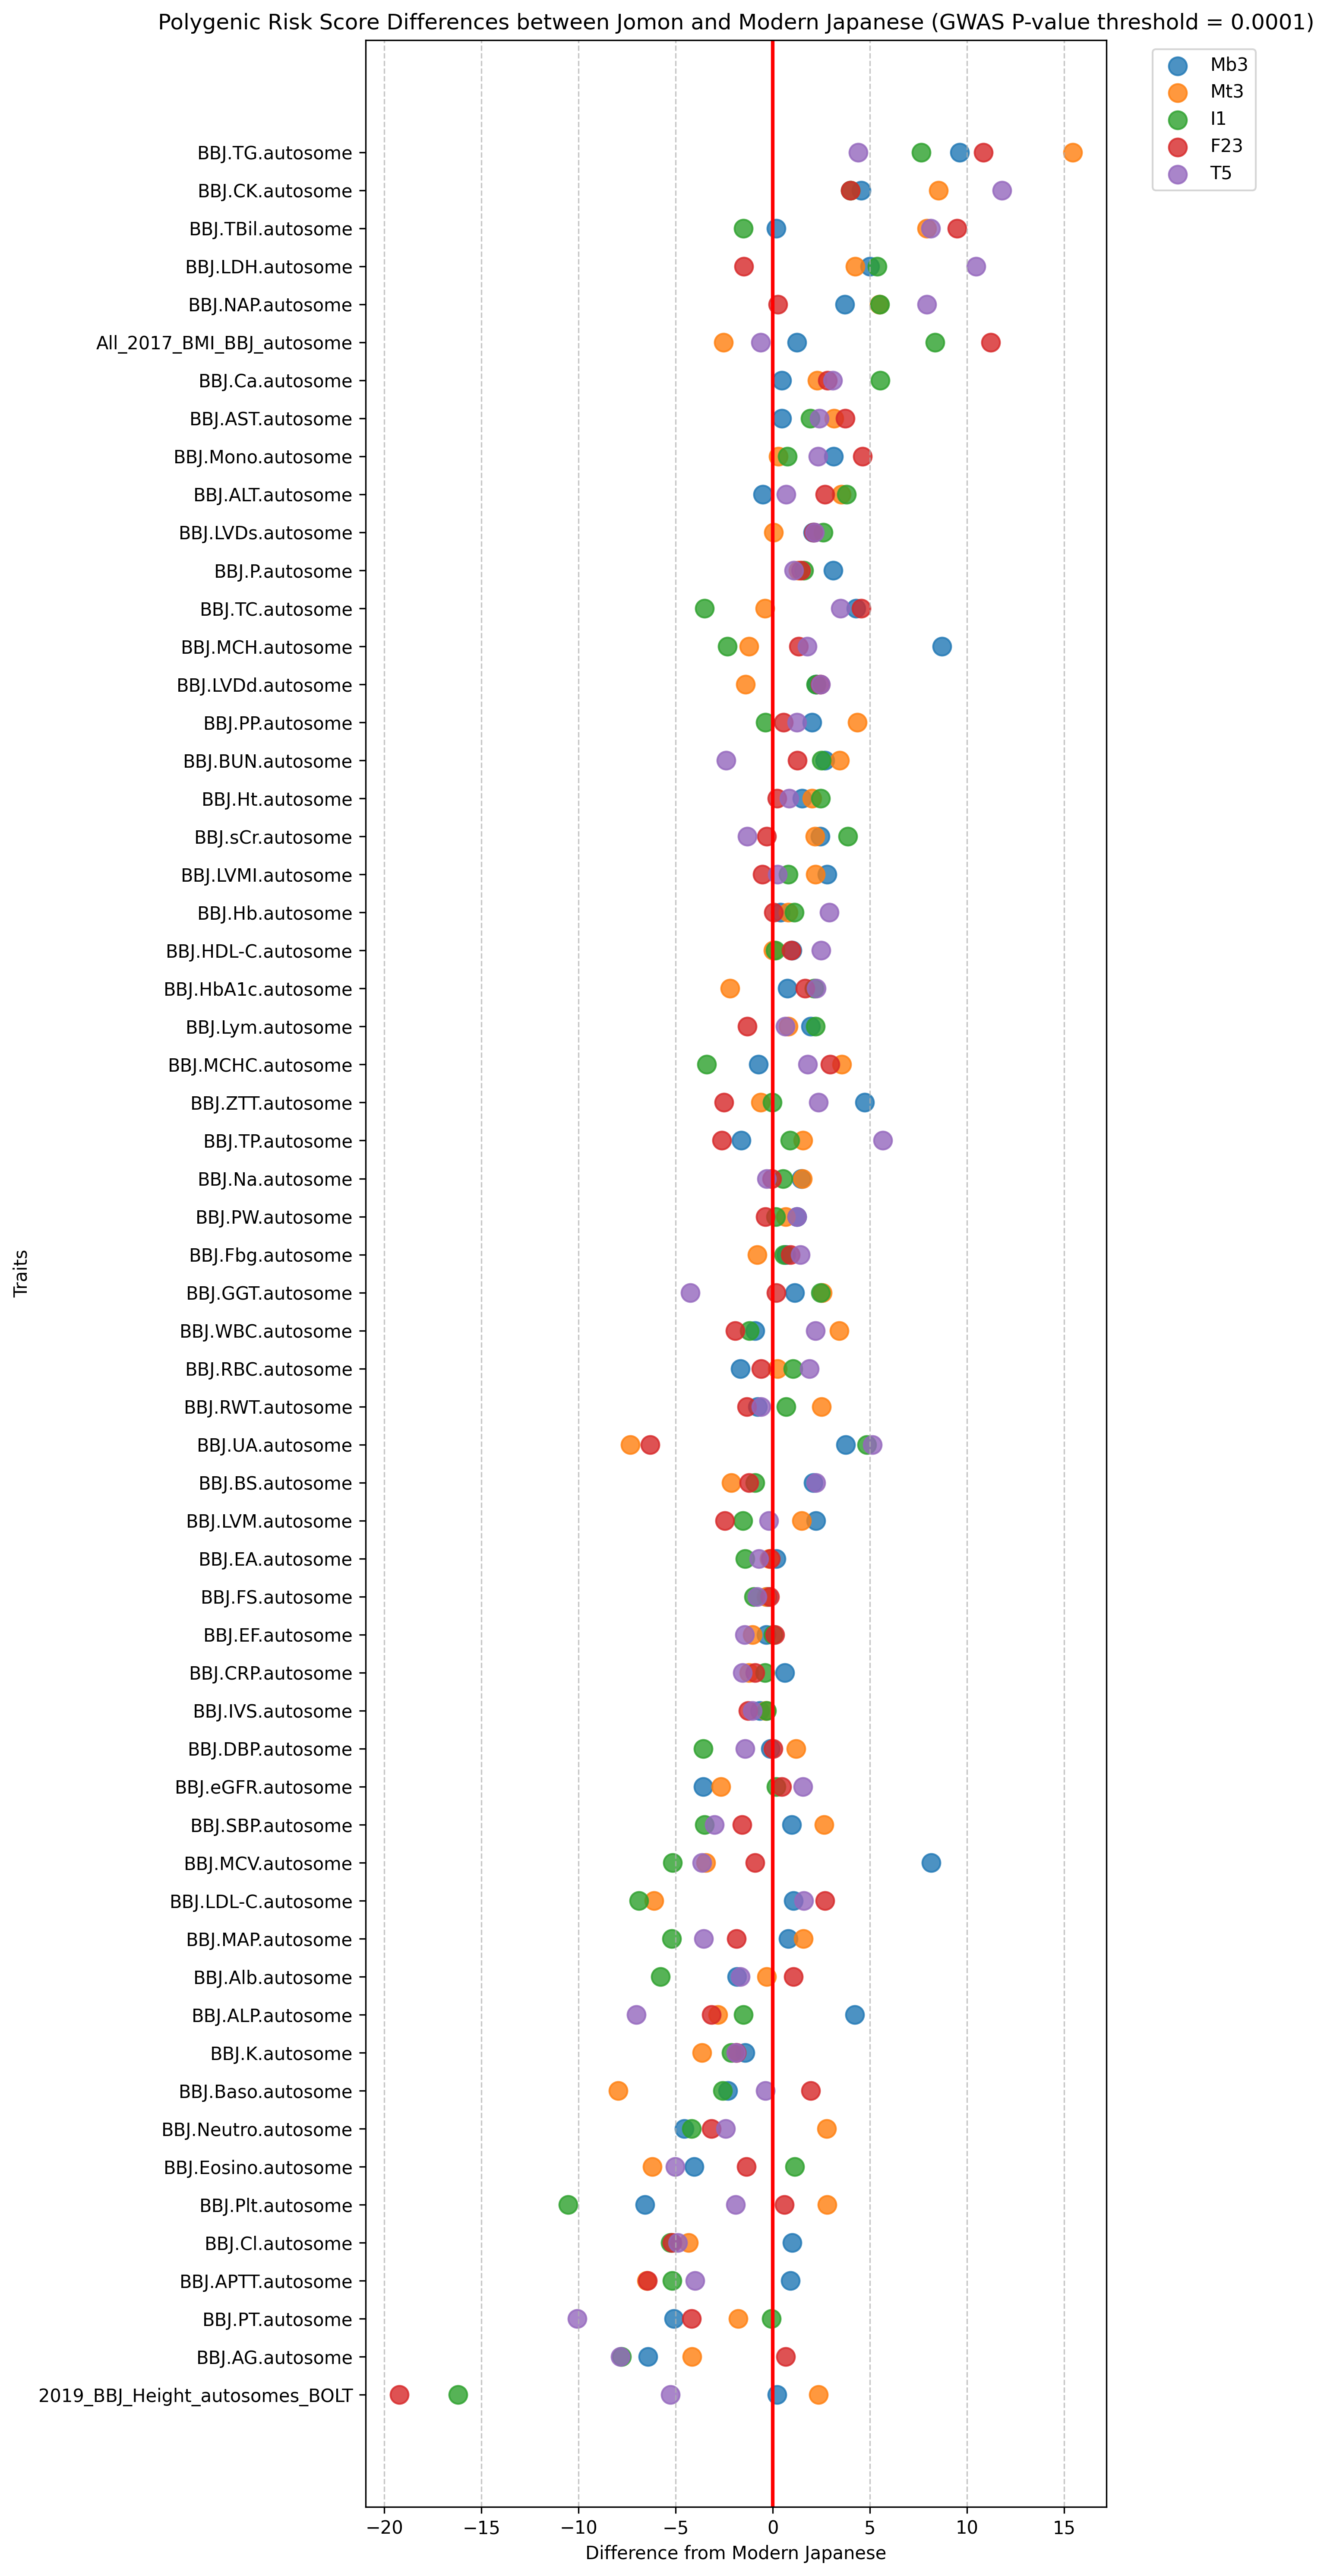 Polygenic Risk Score Differences between Jomon and Modern Japanese (GWAS P-value threshold = 0.0001)
Mb3
Mt3
I1
F23
T5
BBJ.TG.autosome
BBJ.CK.autosome
BBJ.TBil.autosome
BBJ.LDH.autosome
BBJ.NAP.autosome
All_2017_BMI_BBJ_autosome
BBJ.Ca.autosome
BBJ.AST.autosome
BBJ.Mono.autosome
BBJ.ALT.autosome
BBJ.LVDs.autosome
BBJ.P.autosome
BBJ.TC.autosome
BBJ.MCH.autosome
BBJ.LVDd.autosome
BBJ.PP.autosome
BBJ.BUN.autosome
BBJ.Ht.autosome
BBJ.sCr.autosome
BBJ.LVMI.autosome
BBJ.Hb.autosome
BBJ.HDL-C.autosome
BBJ.HbA1c.autosome
BBJ.Lym.autosome
BBJ.MCHC.autosome
BBJ.ZTT.autosome
BBJ.TP.autosome
BBJ.Na.autosome
BBJ.PW.autosome
BBJ.Fbg.autosome
BBJ.GGT.autosome
BBJ.WBC.autosome
BBJ.RBC.autosome
BBJ.RWT.autosome
BBJ.UA.autosome
BBJ.BS.autosome
BBJ.LVM.autosome
BBJ.EA.autosome
BBJ.FS.autosome
BBJ.EF.autosome
BBJ.CRP.autosome
BBJ.IVS.autosome
BBJ.DBP.autosome
BBJ.eGFR.autosome
BBJ.SBP.autosome
BBJ.MCV.autosome
BBJ.LDL-C.autosome
BBJ.MAP.autosome
BBJ.Alb.autosome
BBJ.ALP.autosome
BBJ.K.autosome
BBJ.Baso.autosome
BBJ.Neutro.autosome
BBJ.Eosino.autosome
BBJ.Plt.autosome
BBJ.Cl.autosome
BBJ.APTT.autosome
BBJ.PT.autosome
BBJ.AG.autosome
2019_BBJ_Height_autosomes_BOLT
Traits
−20 −15 −10 −5 0 5 10 15
Difference from Modern Japanese